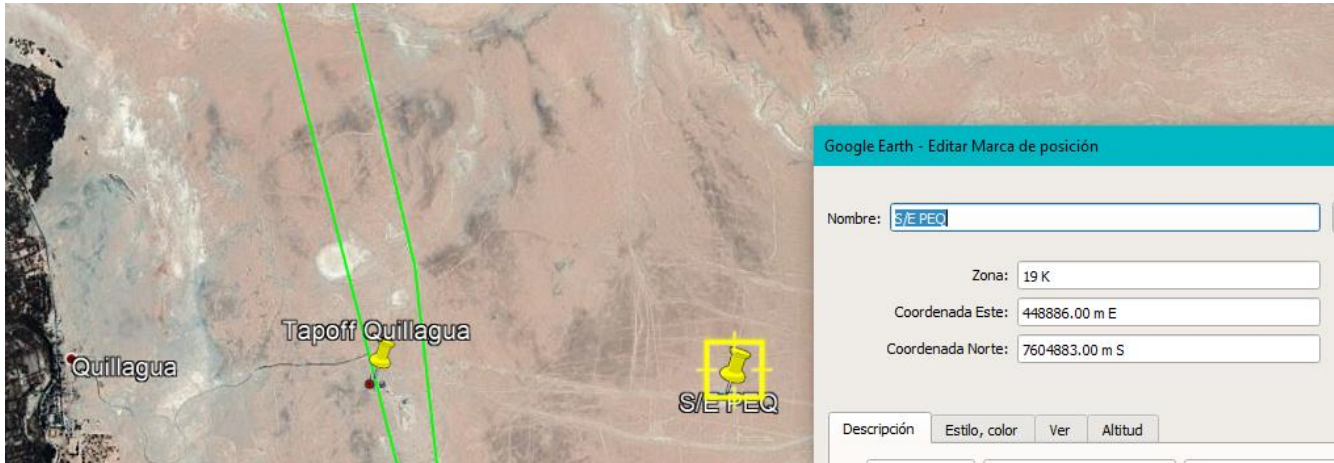 Google Earth - Editar Marca de posición
Nombre: S/E PEQ
Zona: 19 K
Coordenada Este: 448886.00 m E
Coordenada Norte: 7604883.00 m S
Tapoff Quillagua
Quillagua
S/E PEQ
Descripción Estilo, color Ver Altitud